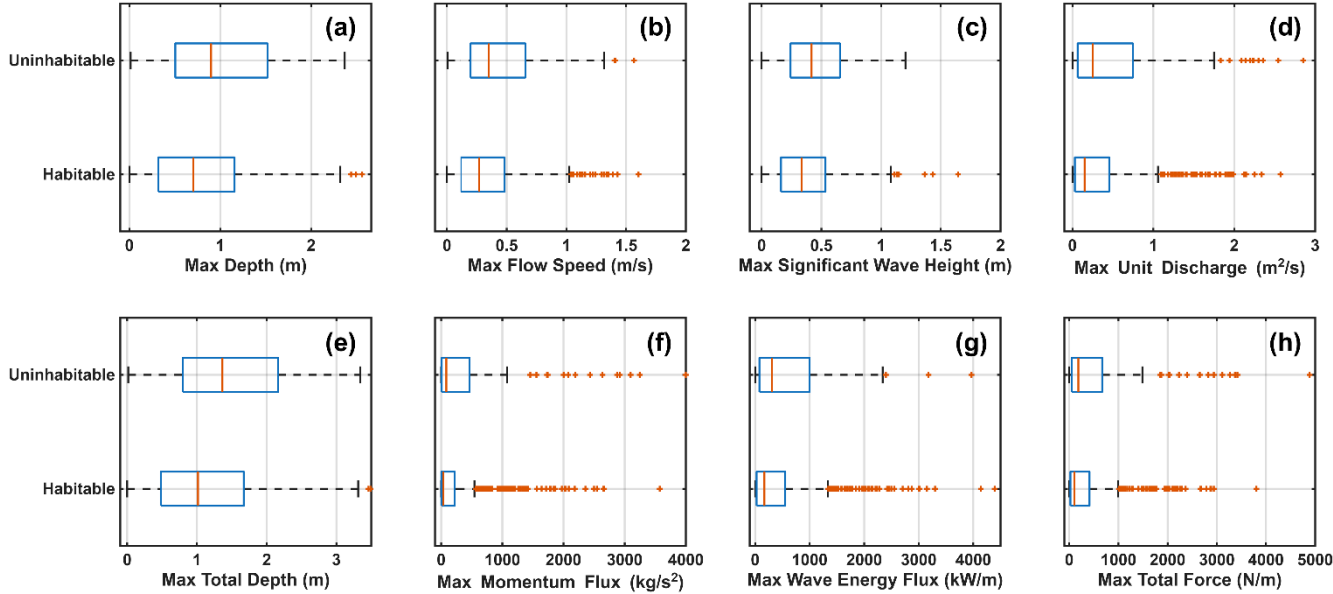 (a) (b) (c) (d)
Uninhabitable
Habitable
0 1 2 0 0.5 1 1.5 2 0 0.5 1 1.5 2 0 1 2 3
Max Depth (m) Max Flow Speed (m/s) Max Significant Wave Height (m) Max Unit Discharge (m²/s)
(e) (f) (g) (h)
Uninhabitable
Habitable
0 1 2 3 0 1000 2000 3000 4000 0 1000 2000 3000 4000 0 1000 2000 3000 4000 5000
Max Total Depth (m) Max Momentum Flux (kg/s²) Max Wave Energy Flux (kW/m) Max Total Force (N/m)